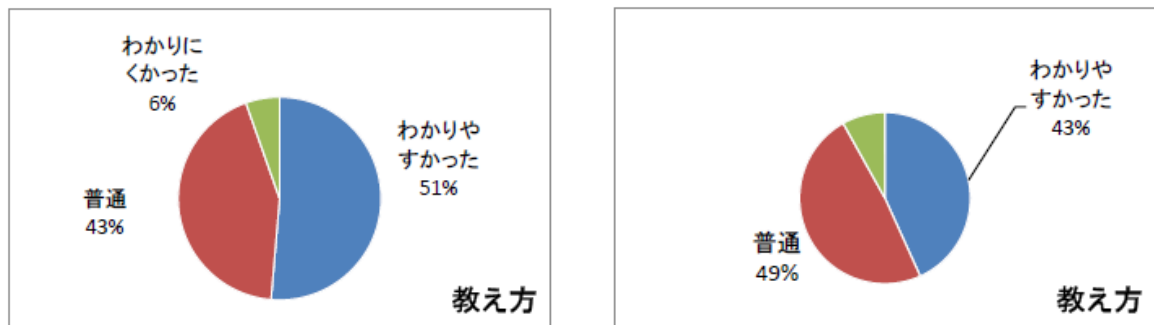 わかりに
くかった
6%
わかりや
すかった
51%
普通
43%
教え方
わかりや
すかった
43%
普通
49%
教え方